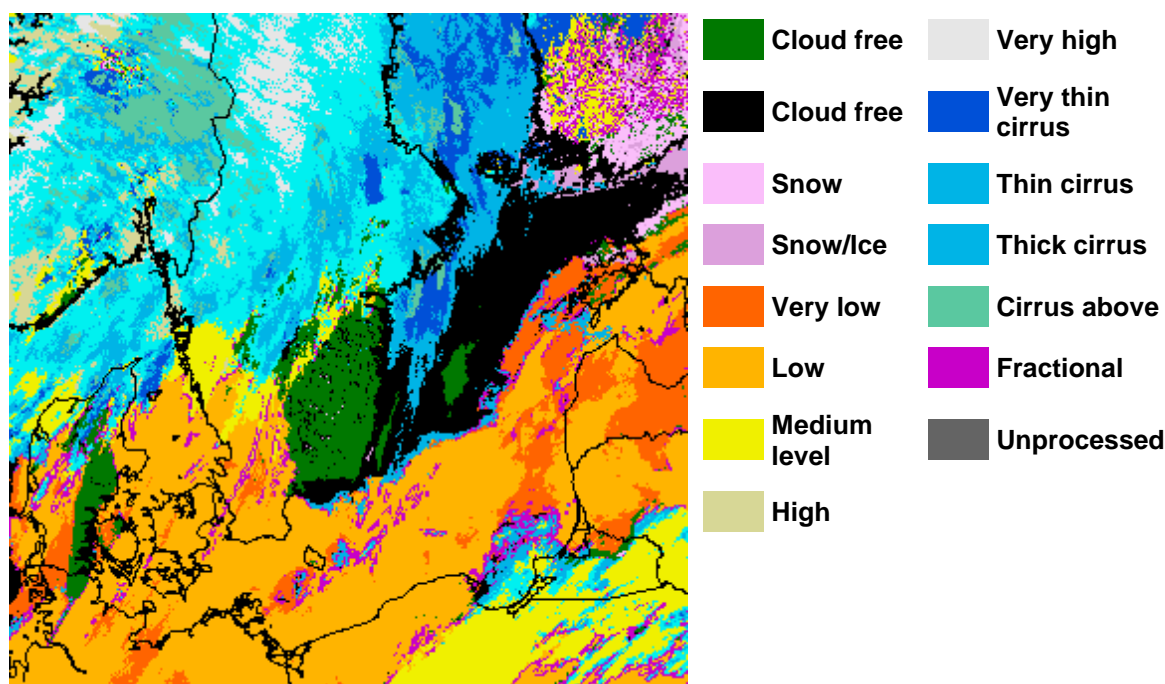 Cloud free
Cloud free
Snow
Snow/Ice
Very low
Low
Medium
level
High
Very high
Very thin
cirrus
Thin cirrus
Thick cirrus
Cirrus above
Fractional
Unprocessed